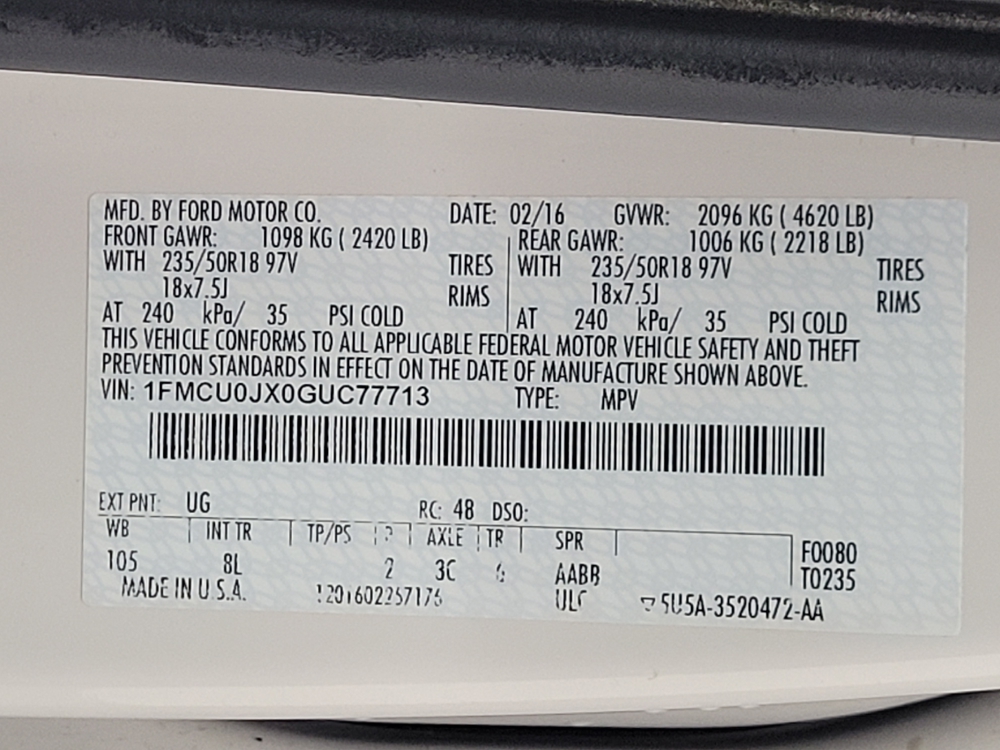 MFD. BY FORD MOTOR CO. DATE: 02/16 GVWR: 2096 KG ( 4620 LB)
FRONT GAWR: 1098 KG ( 2420 LB) REAR GAWR: 1006 KG ( 2218 LB)
WITH 235/50R18 97V TIRES WITH 235/50R18 97V TIRES
18x7.5J RIMS 18x7.5J RIMS
AT 240 kPa/ 35 PSI COLD AT 240 kPa/ 35 PSI COLD
THIS VEHICLE CONFORMS TO ALL APPLICABLE FEDERAL MOTOR VEHICLE SAFETY AND THEFT
PREVENTION STANDARDS IN EFFECT ON THE DATE OF MANUFACTURE SHOWN ABOVE.
VIN: 1FMCU0JX0GUC77713 TYPE: MPV
EXT PNT: UG RC: 48 DSO:
WB INT TR TP/PS AXLE TR SPR F0080
105 8L 2 3C AABB T0235
MADE IN U.S.A. 5U5A-3520472-AA